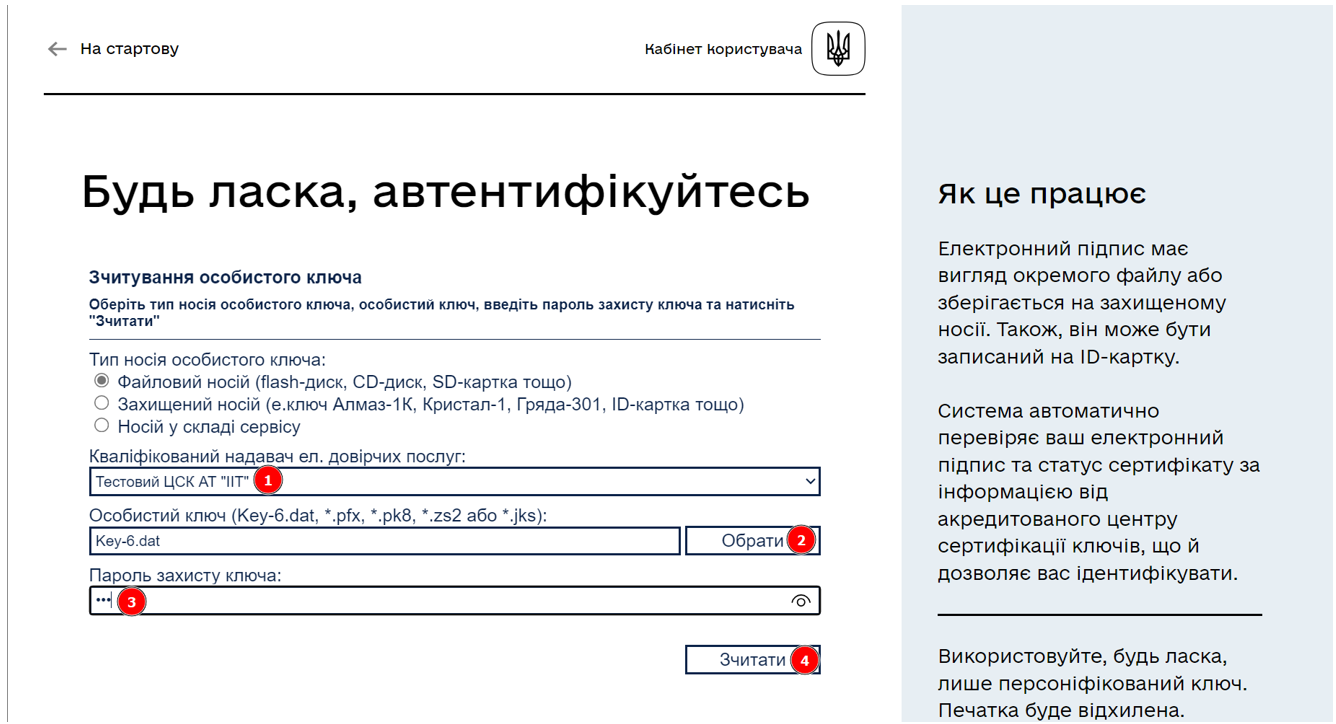 На стартову
Кабінет користувача
Будь ласка, автентифікуйтесь
Зчитування особистого ключа
Оберіть тип носія особистого ключа, особистий ключ, введіть пароль захисту ключа та натисніть
"Зчитати"
Тип носія особистого ключа:
Файловий носій (flash-диск, CD-диск, SD-картка тощо)
Захищений носій (е.ключ Алмаз-1К, Кристал-1, Гряда-301, ID-картка тощо)
Носій у складі сервісу
Кваліфікований надавач ел. довірчих послуг:
Тестовий ЦСК АТ "ІІТ" 1
Особистий ключ (Key-6.dat, *.pfx, *.pk8, *.zs2 або *.jks):
Key-6.dat
Обрати 2
Пароль захисту ключа:
••• 3
Зчитати 4
Як це працює
Електронний підпис має
вигляд окремого файлу або
зберігається на захищеному
носії. Також, він може бути
записаний на ID-картку.
Система автоматично
перевіряє ваш електронний
підпис та статус сертифікату за
інформацією від
акредитованого центру
сертифікації ключів, що й
дозволяє вас ідентифікувати.
Використовуйте, будь ласка,
лише персоніфікований ключ.
Печатка буде відхилена.